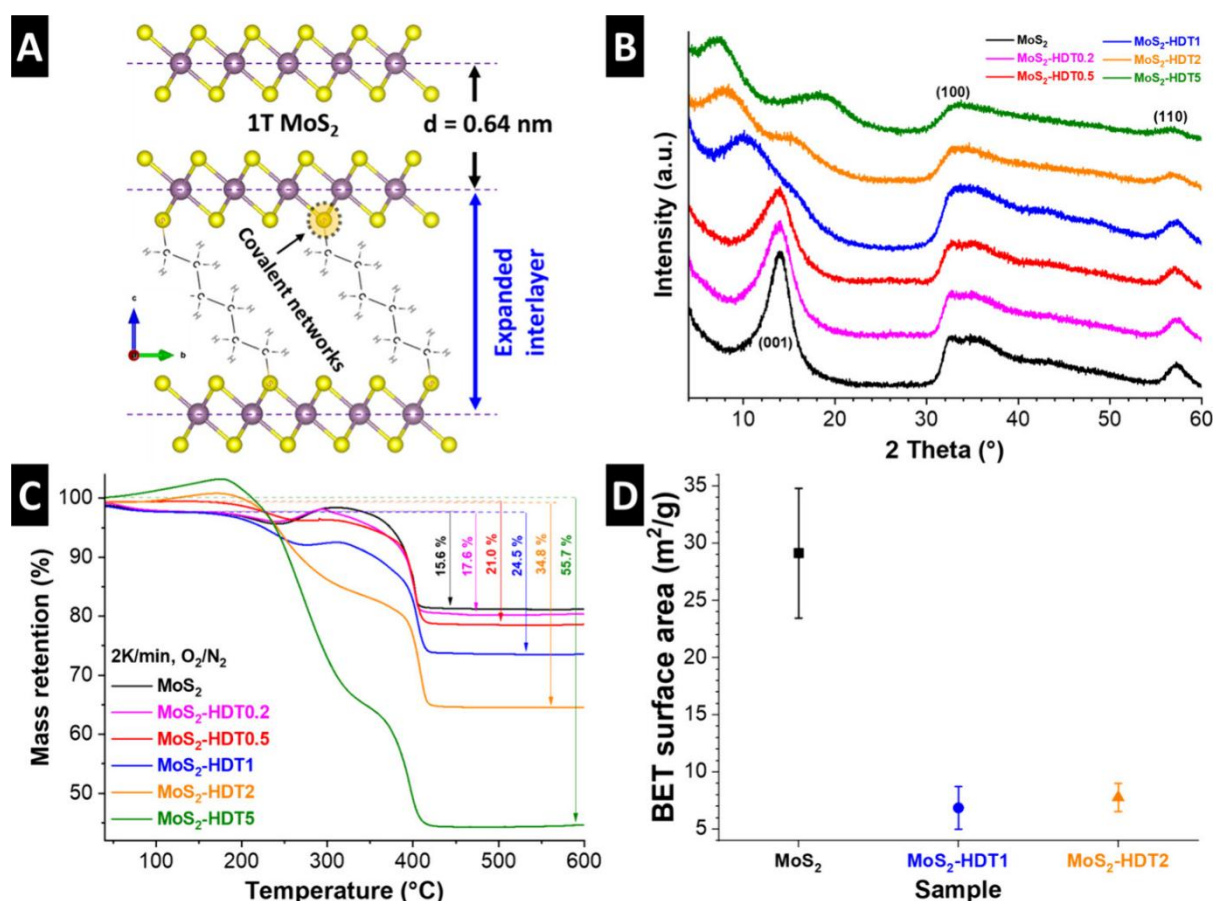 A
1T MoS2
d = 0.64 nm
Covalent networks
Expanded
interlayer
c
b
B
Intensity (a.u.)
MoS2
MoS2-HDT0.2
MoS2-HDT0.5
MoS2-HDT1
MoS2-HDT2
MoS2-HDT5
(001)
(100)
(110)
10 20 30 40 50 60
2 Theta (°)
C
Mass retention (%)
100
90
80
70
60
50
15.6 %
17.6 %
21.0 %
24.5 %
34.8 %
55.7 %
2K/min, O2/N2
MoS2
MoS2-HDT0.2
MoS2-HDT0.5
MoS2-HDT1
MoS2-HDT2
MoS2-HDT5
100 200 300 400 500 600
Temperature (°C)
D
BET surface area (m²/g)
35
30
25
20
15
10
5
MoS2 MoS2-HDT1 MoS2-HDT2
Sample